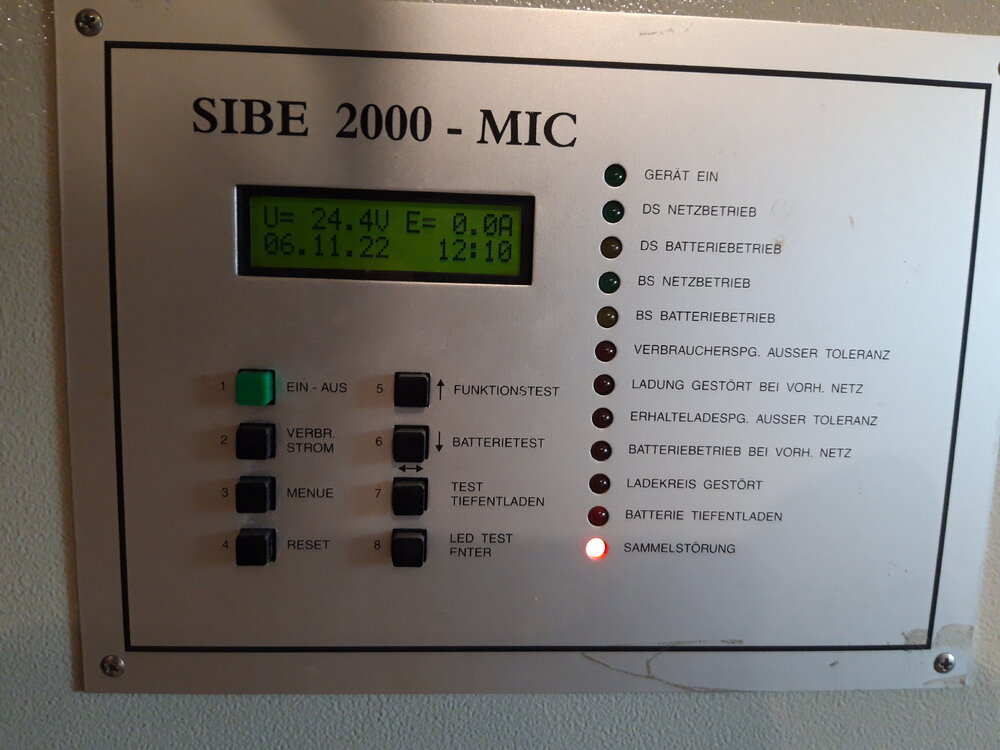 SIBE 2000 - MIC
U= 24.4V E= 0.0A
06.11.22 12:10
1 EIN - AUS
2 VERBR. STROM
3 MENUE
4 RESET
5 ↑ FUNKTIONSTEST
6 ↓ BATTERIETEST
↔
7 TEST TIEFENTLADEN
8 LED TEST ENTER
GERÄT EIN
DS NETZBETRIEB
DS BATTERIEBETRIEB
BS NETZBETRIEB
BS BATTERIEBETRIEB
VERBRAUCHERSPG. AUSSER TOLERANZ
LADUNG GESTÖRT BEI VORH. NETZ
ERHALTELADESPG. AUSSER TOLERANZ
BATTERIEBETRIEB BEI VORH. NETZ
LADEKREIS GESTÖRT
BATTERIE TIEFENTLADEN
SAMMELSTÖRUNG